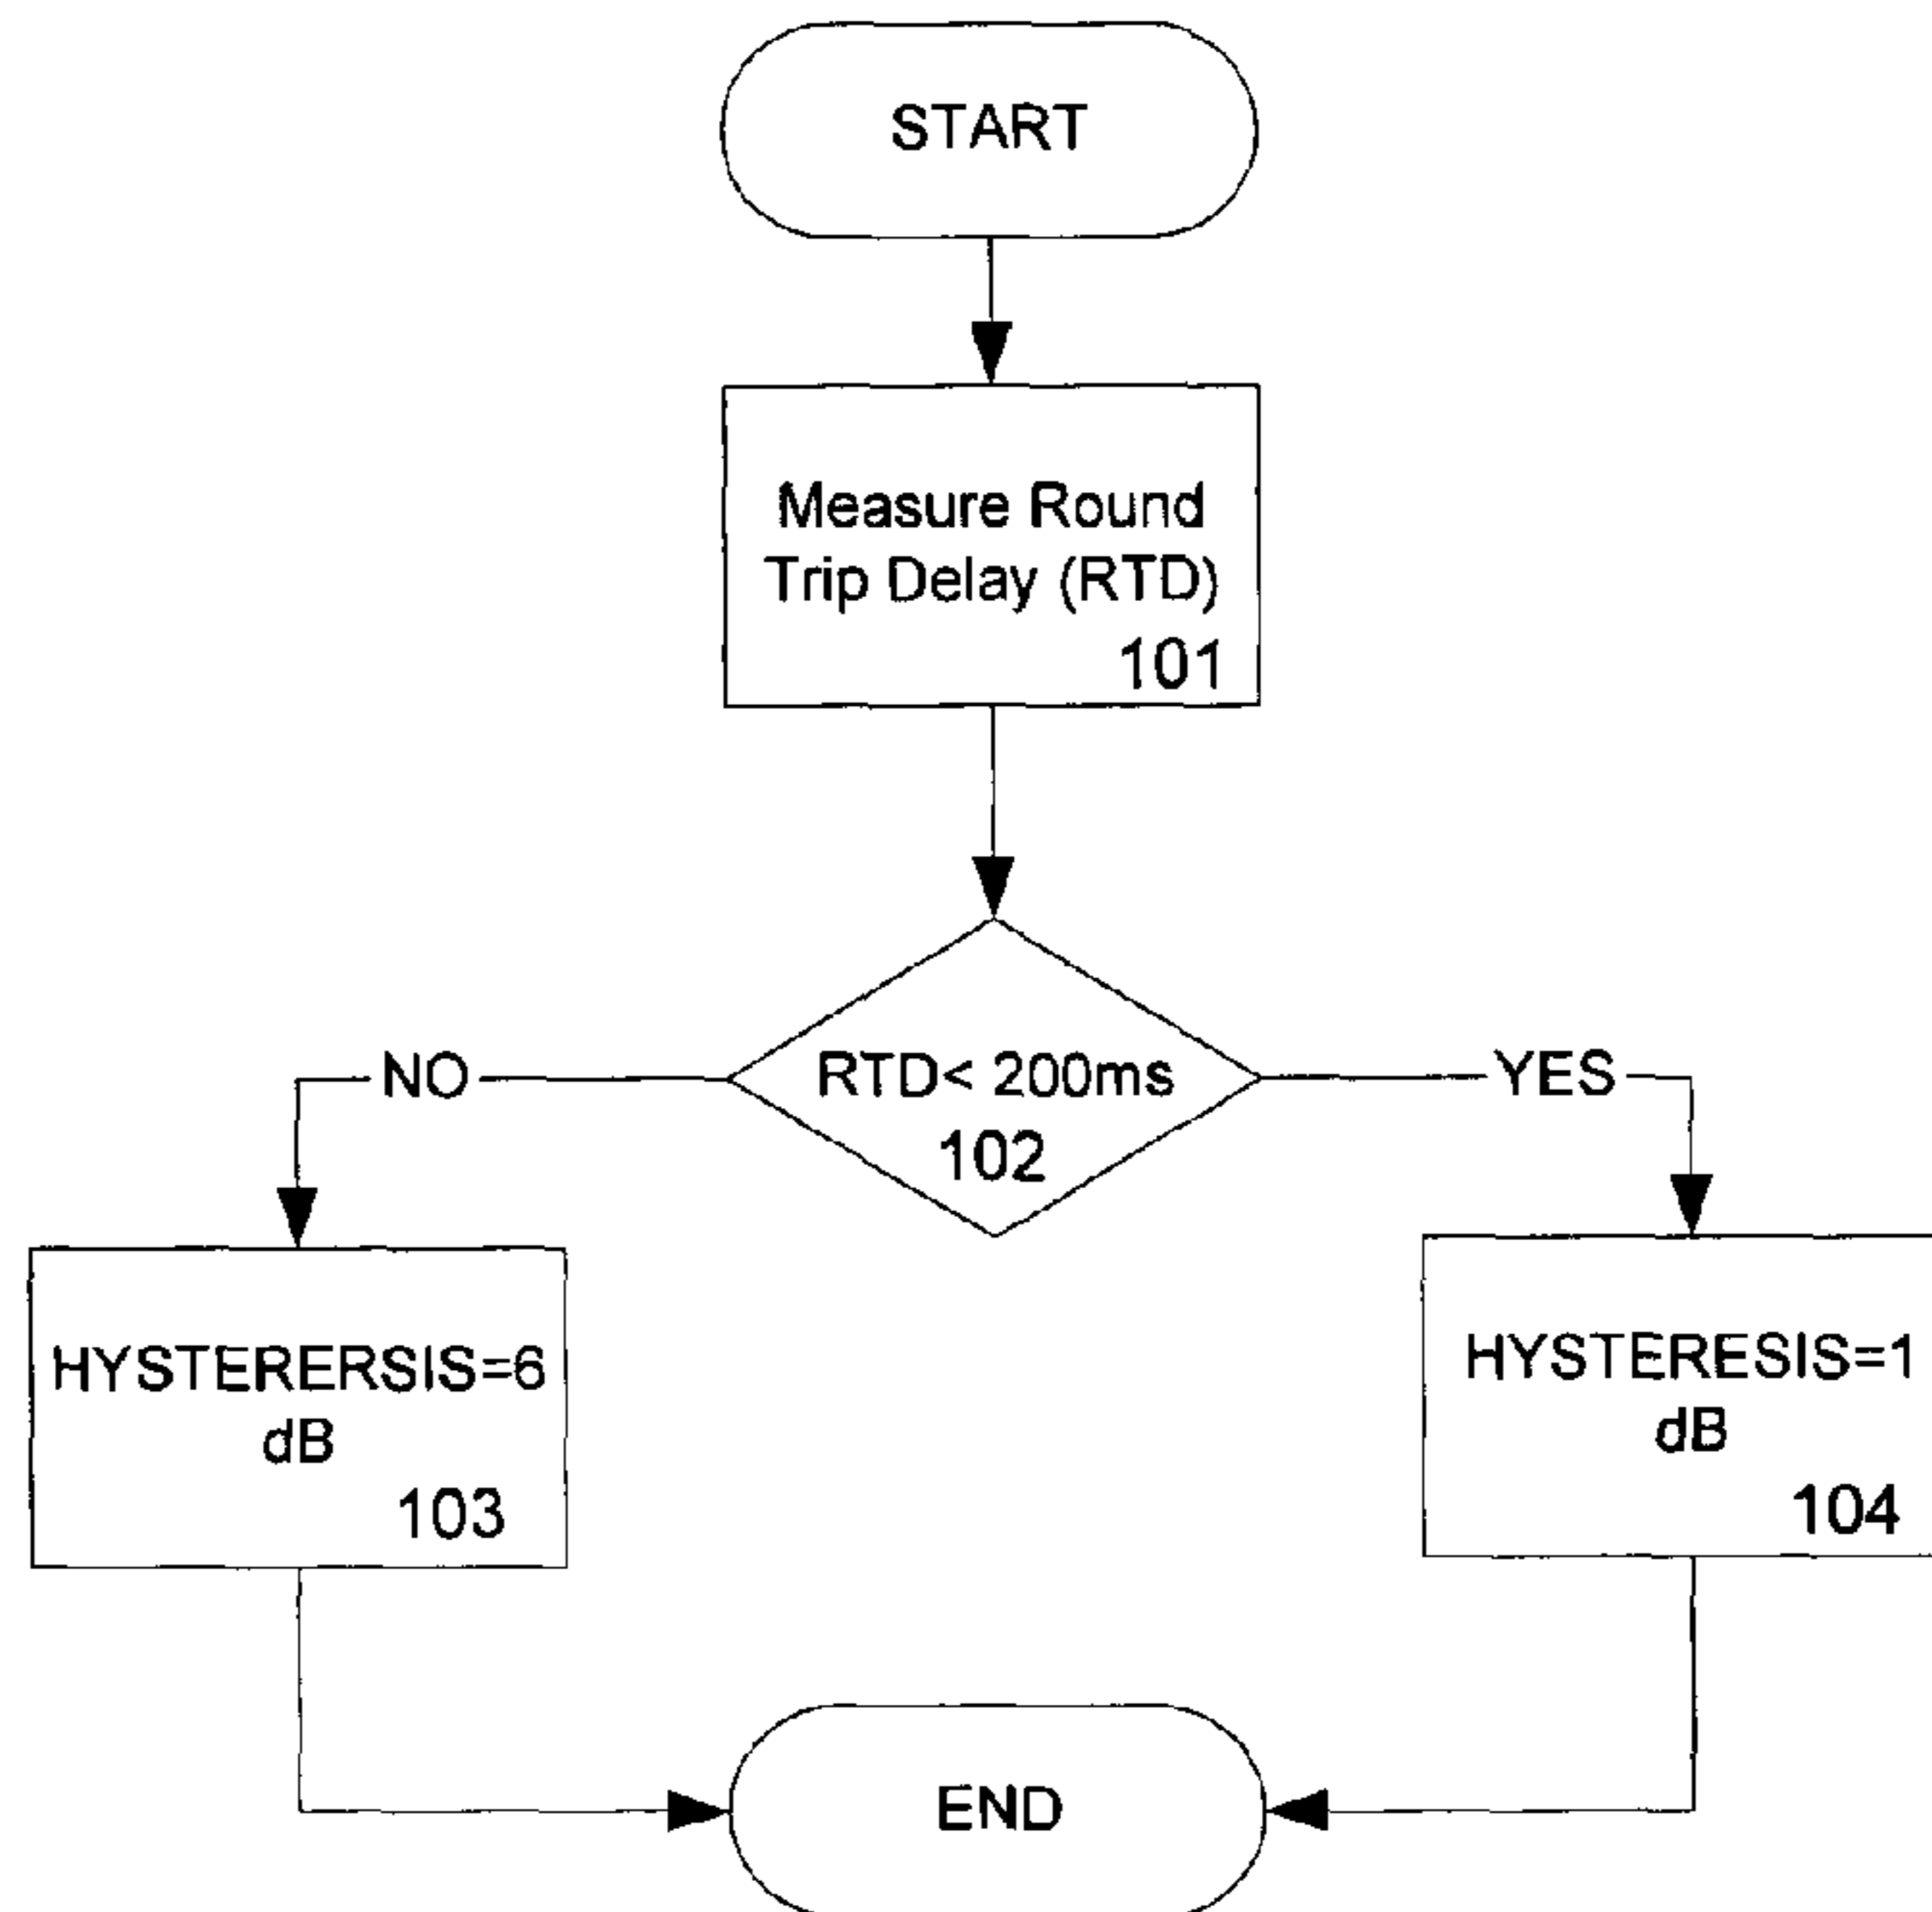 START
Measure Round
Trip Delay (RTD)
101
RTD< 200ms
102
NO
YES
HYSTERERSIS=6
dB
103
HYSTERESIS=1
dB
104
END